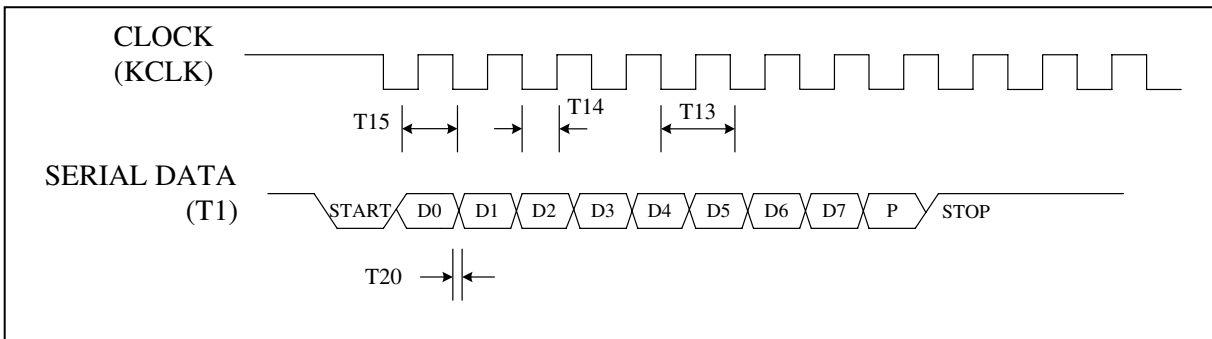 CLOCK
(KCLK)
T15
T14
T13
SERIAL DATA
(T1)
START D0 D1 D2 D3 D4 D5 D6 D7 P STOP
T20